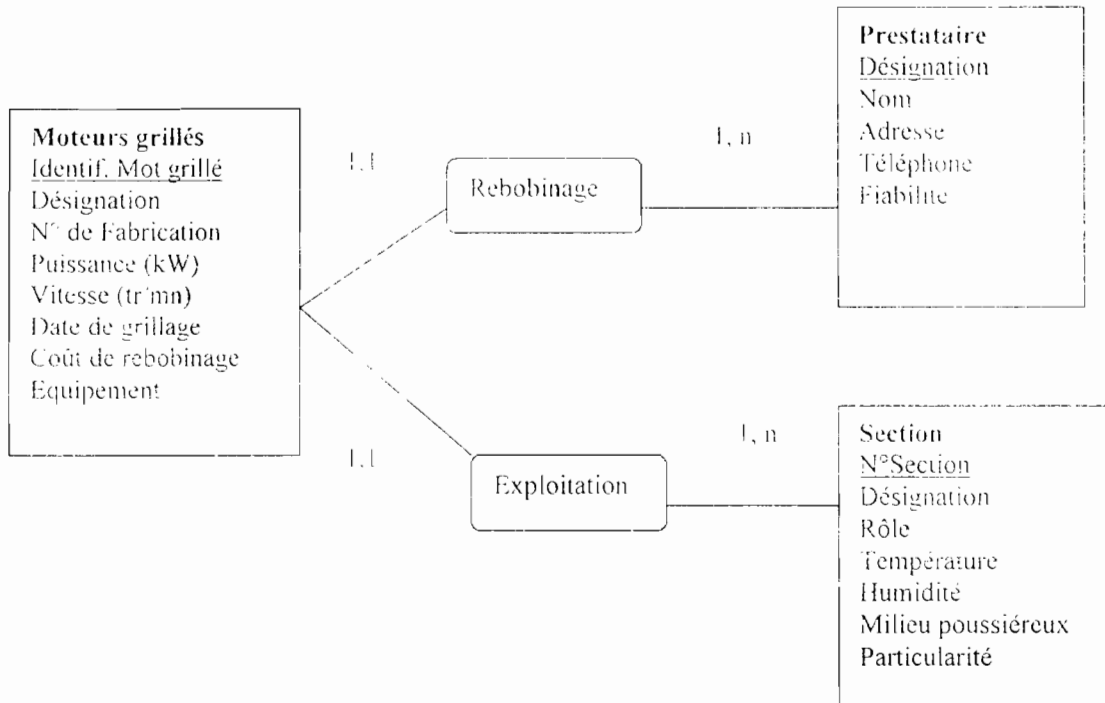 Moteurs grillés
Identif. Mot grillé
Désignation
N° de Fabrication
Puissance (kW)
Vitesse (tr/mn)
Date de grillage
Coût de rebobinage
Equipement
1,1
Rebobinage
1, n
Prestataire
Désignation
Nom
Adresse
Téléphone
Fiabilité
1,1
Exploitation
1, n
Section
N°Section
Désignation
Rôle
Température
Humidité
Milieu poussiéreux
Particularité